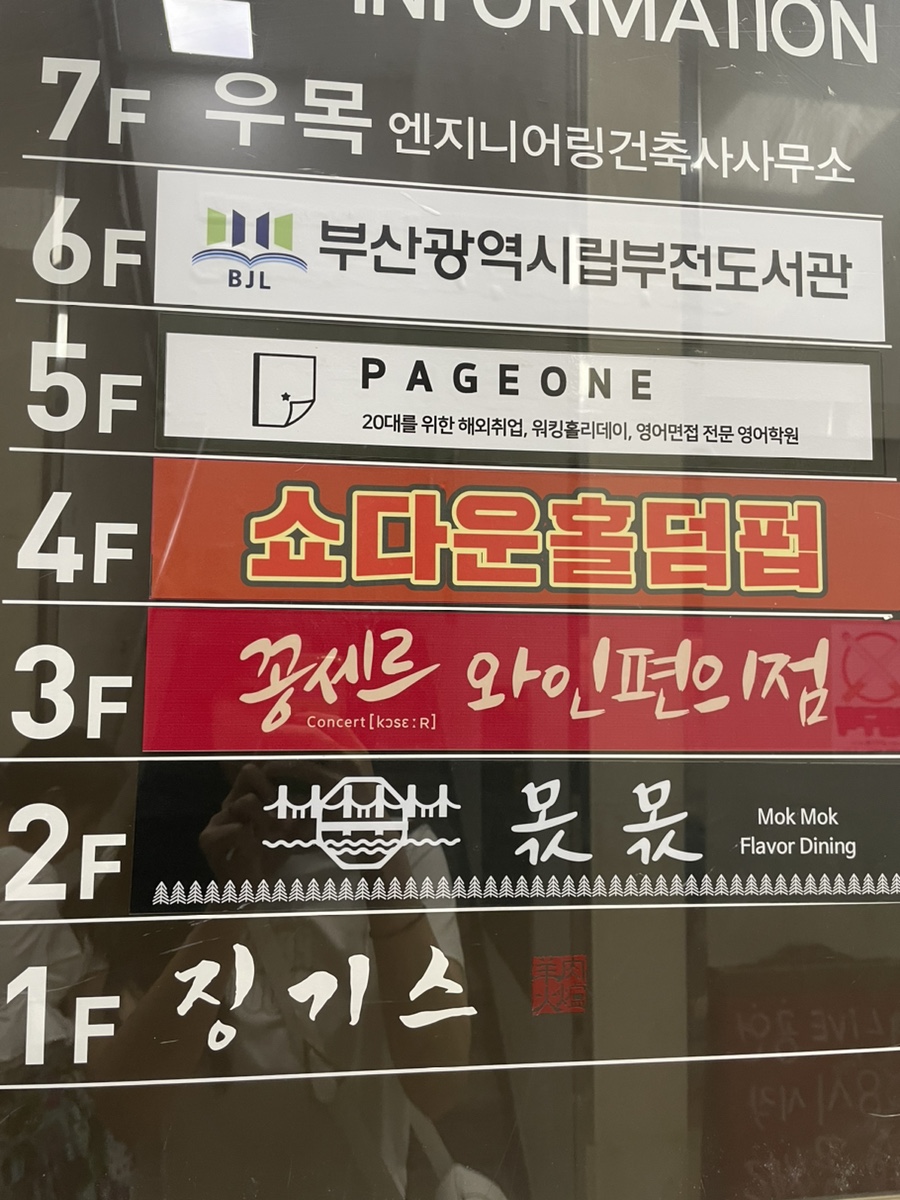 INFORMATION
7F 우목 엔지니어링건축사사무소
6F BJL 부산광역시립부전도서관
5F PAGEONE
20대를 위한 해외취업, 워킹홀리데이, 영어면접 전문 영어학원
4F 쇼다운홀덤펍
3F 꽁세르 와인편의점
Concert [kɔsɛ:R]
2F 몫 몫 Mok Mok
Flavor Dining
1F 징기스